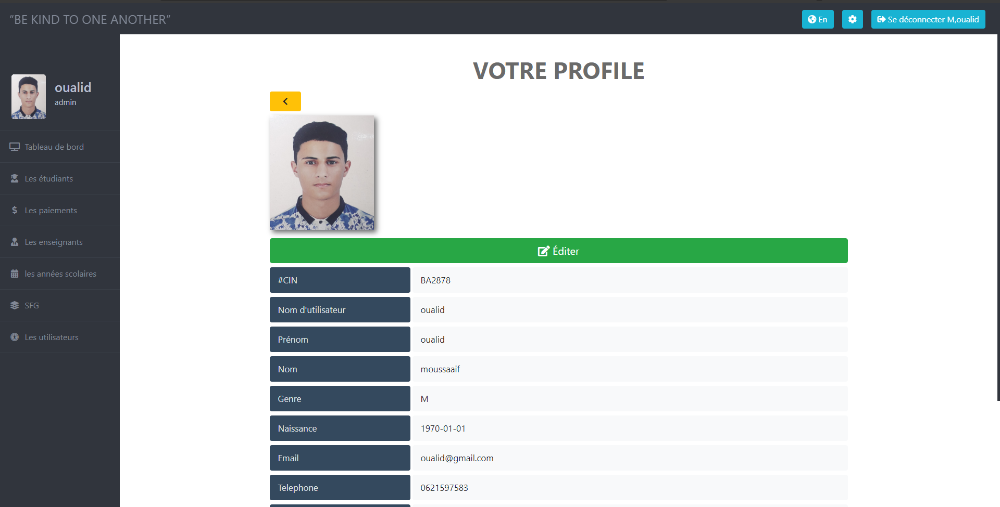 “BE KIND TO ONE ANOTHER”
En
Se déconnecter M,oualid
oualid
admin
Tableau de bord
Les étudiants
Les paiements
Les enseignants
les années scolaires
SFG
Les utilisateurs
VOTRE PROFILE
Éditer
#CIN BA2878
Nom d'utilisateur oualid
Prénom oualid
Nom moussaaif
Genre M
Naissance 1970-01-01
Email oualid@gmail.com
Telephone 0621597583